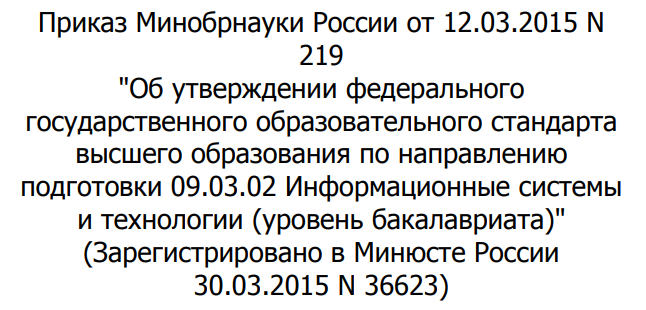 Приказ Минобрнауки России от 12.03.2015 N
219
"Об утверждении федерального
государственного образовательного стандарта
высшего образования по направлению
подготовки 09.03.02 Информационные системы
и технологии (уровень бакалавриата)"
(Зарегистрировано в Минюсте России
30.03.2015 N 36623)